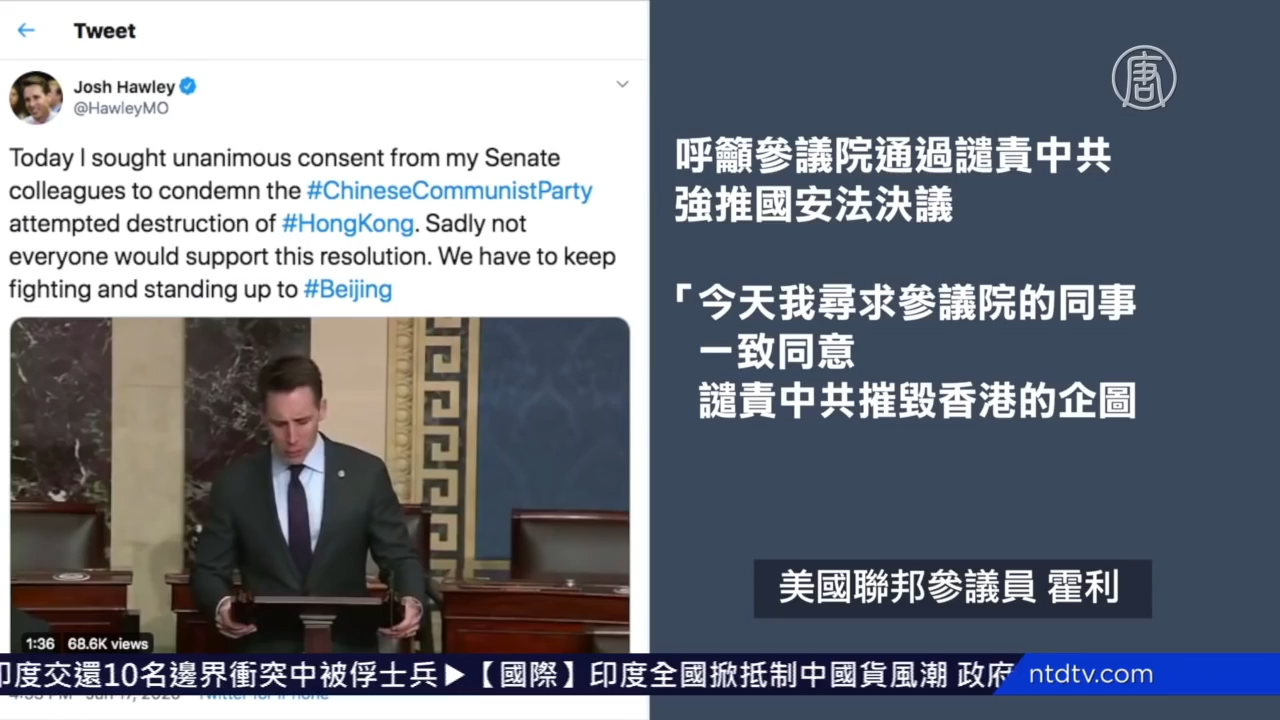 Tweet
Josh Hawley
@HawleyMO
Today I sought unanimous consent from my Senate
colleagues to condemn the #ChineseCommunistParty
attempted destruction of #HongKong. Sadly not
everyone would support this resolution. We have to keep
fighting and standing up to #Beijing
1:36 68.6K views
唐
呼籲參議院通過譴責中共
強推國安法決議
「今天我尋求參議院的同事
一致同意
譴責中共摧毀香港的企圖
美國聯邦參議員 霍利
印度交還10名邊界衝突中被俘士兵▶【國際】印度全國掀抵制中國貨風潮 政府
ntdtv.com